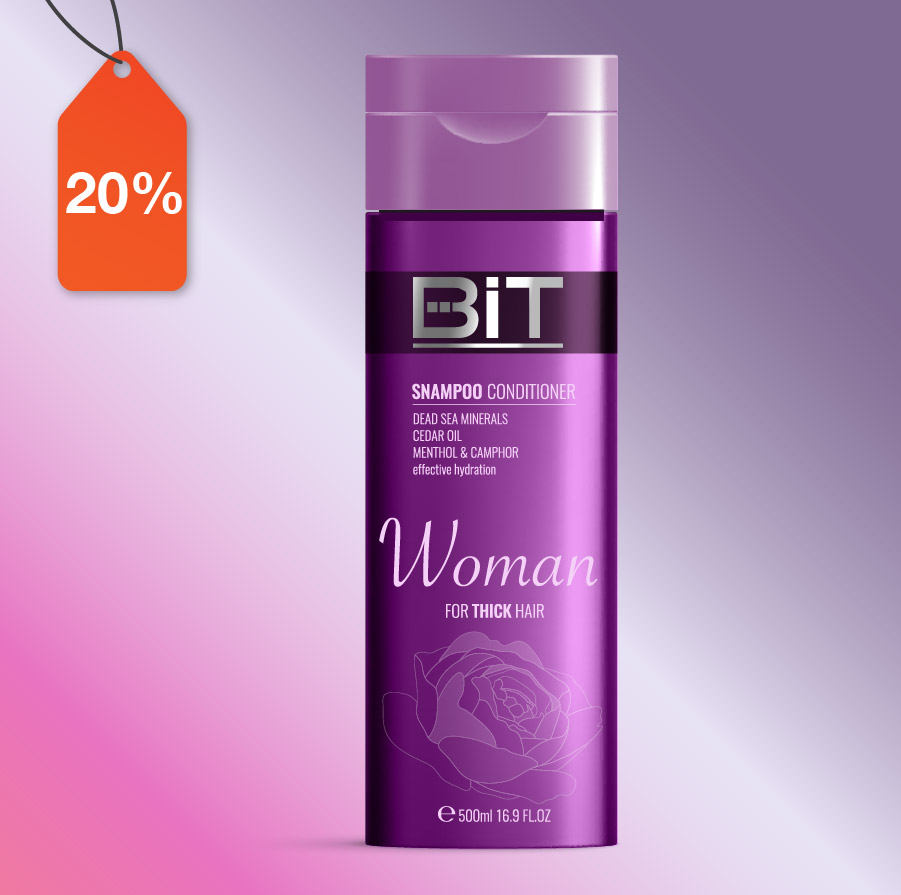 20%
BiT
SNAMPOO CONDITIONER
DEAD SEA MINERALS
CEDAR OIL
MENTHOL & CAMPHOR
effective hydration
Woman
FOR THICK HAIR
℮ 500ml 16.9 FL.OZ